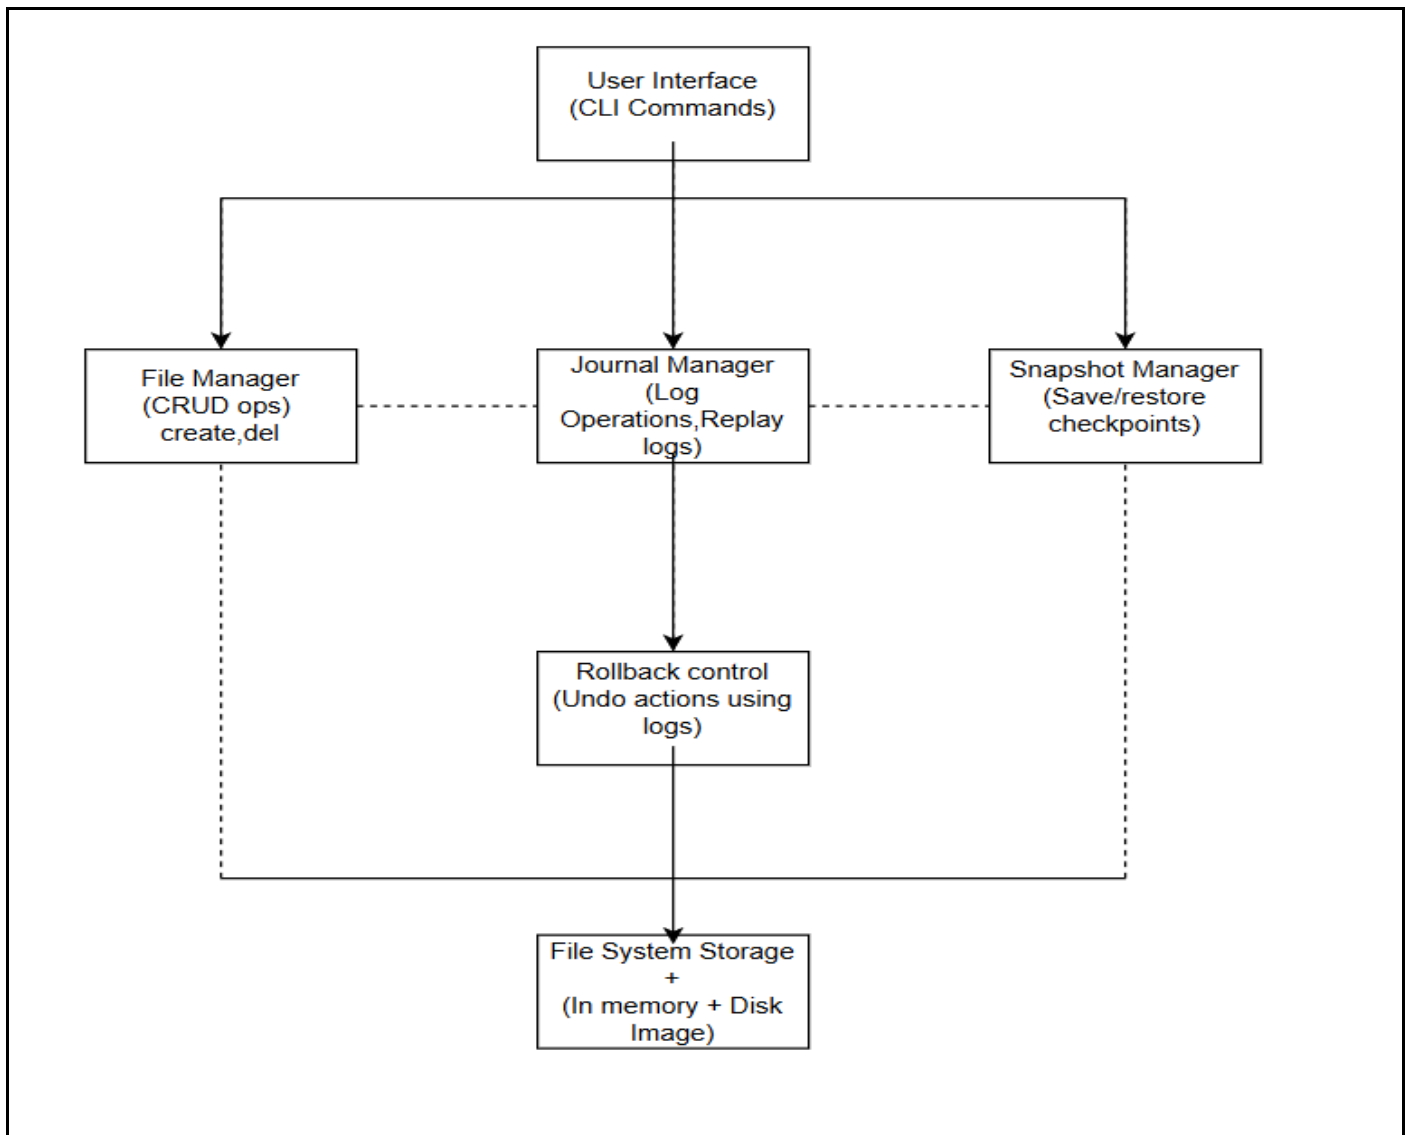 User Interface
(CLI Commands)
File Manager
(CRUD ops)
create,del
Journal Manager
(Log
Operations,Replay
logs)
Snapshot Manager
(Save/restore
checkpoints)
Rollback control
(Undo actions using
logs)
File System Storage
+
(In memory + Disk
Image)